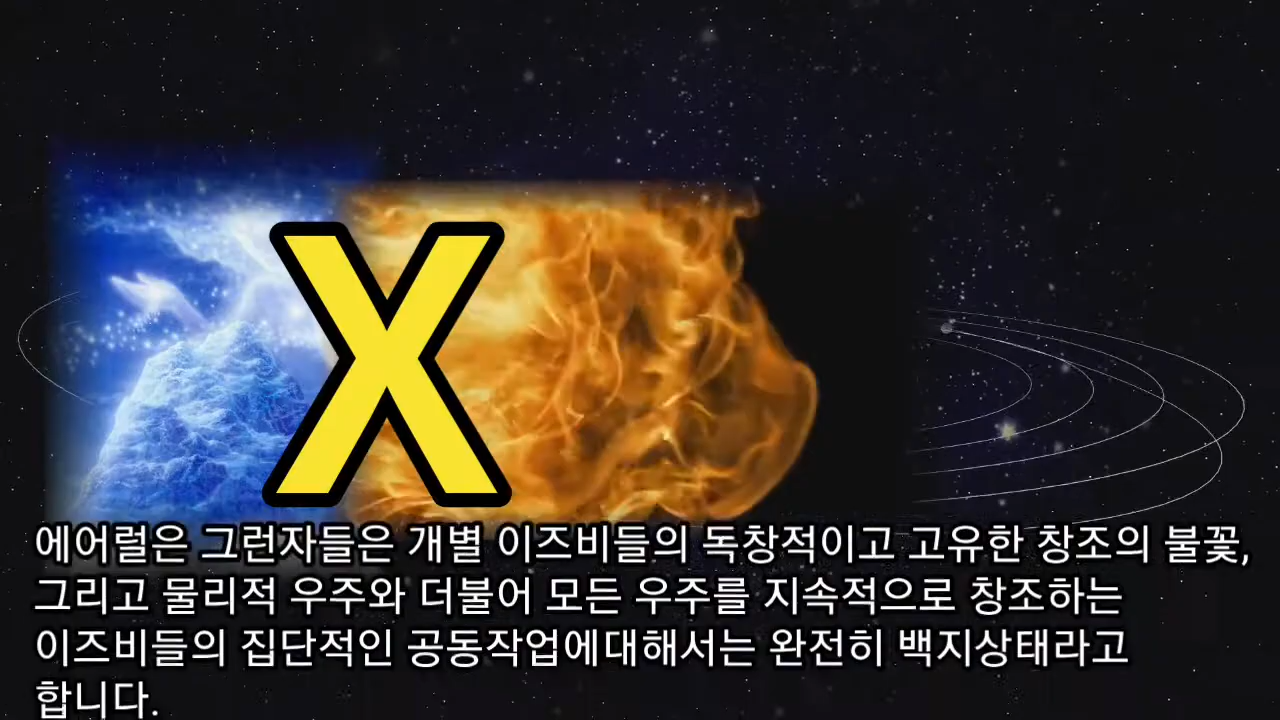 X
에어럴은 그런자들은 개별 이즈비들의 독창적이고 고유한 창조의 불꽃,
그리고 물리적 우주와 더불어 모든 우주를 지속적으로 창조하는
이즈비들의 집단적인 공동작업에대해서는 완전히 백지상태라고
합니다.